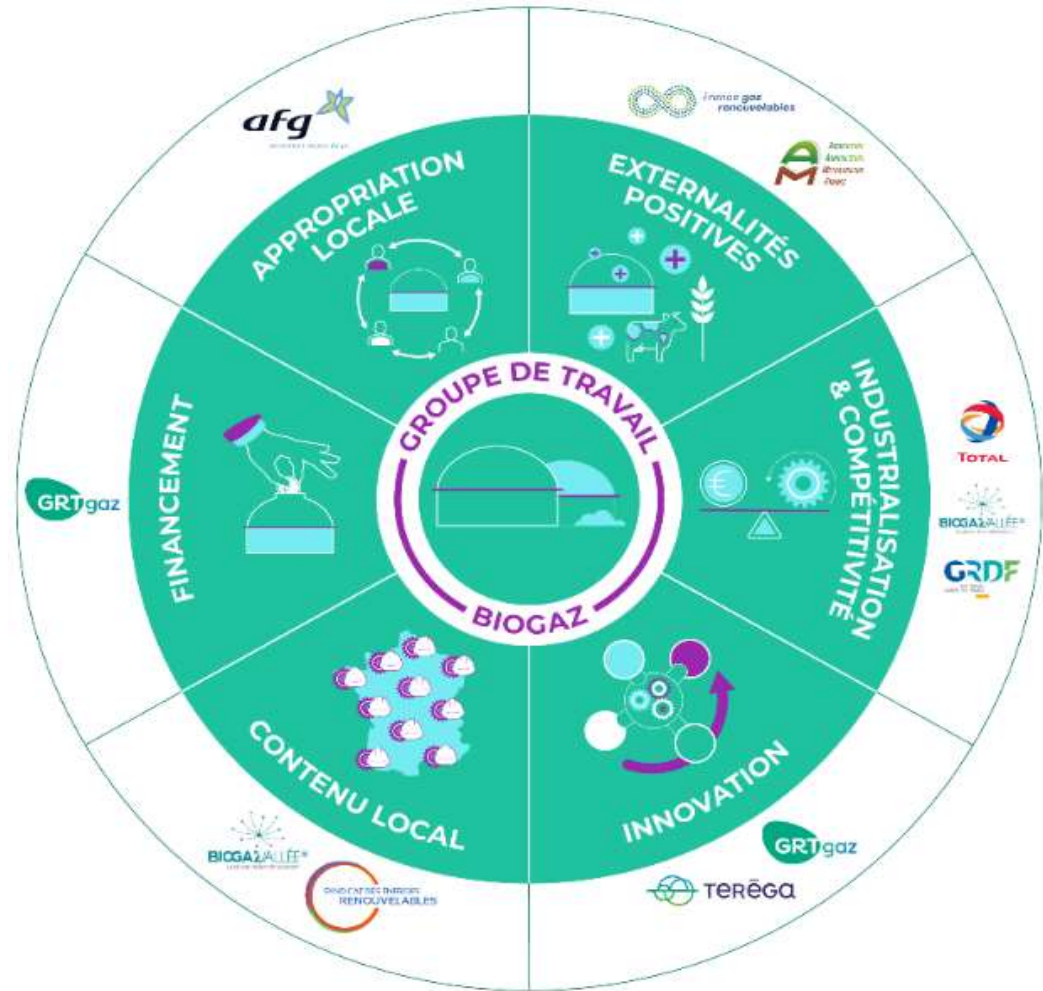 afg
France gaz
renouvelables
APPROPRIATION
LOCALE
EXTERNALITÉS
POSITIVES
INDUSTRIALISATION
& COMPÉTITIVITÉ
TOTAL
BIOGAZVALLÉE®
GRDF
FINANCEMENT
GRTgaz
GROUPE DE TRAVAIL
BIOGAZ
CONTENU LOCAL
BIOGAZVALLÉE®
SYNDICAT DES ÉNERGIES
RENOUVELABLES
INNOVATION
GRTgaz
TERĒGA